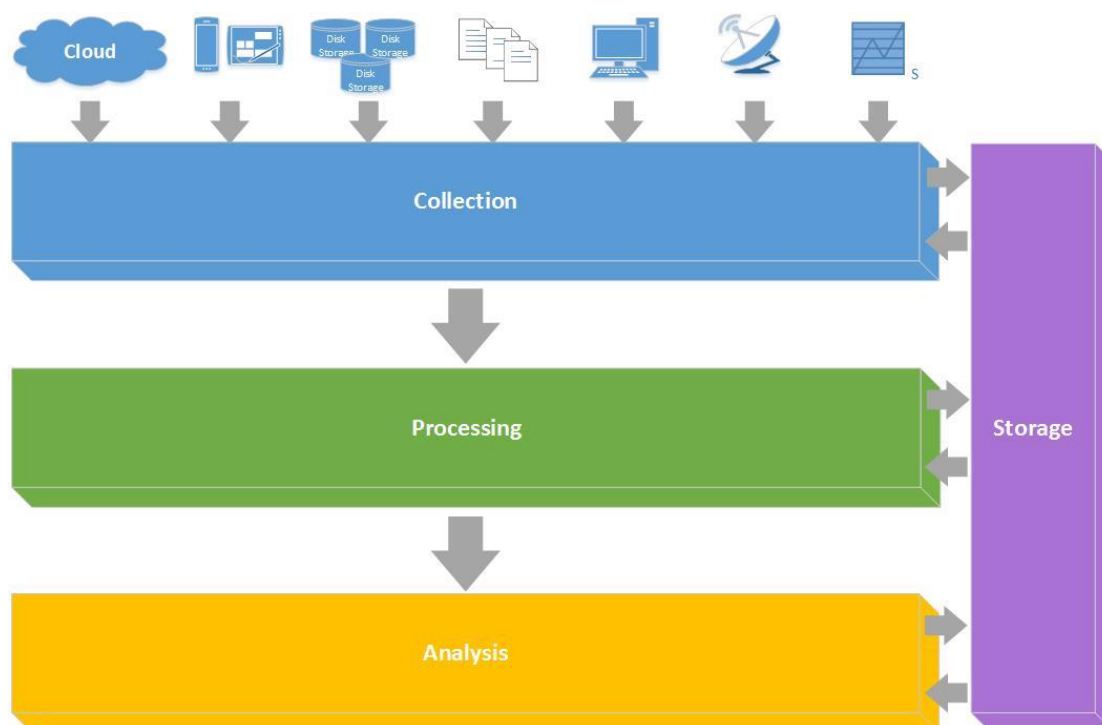 Cloud
Disk
Storage
Disk
Storage
Disk
Storage
S
Collection
Processing
Storage
Analysis